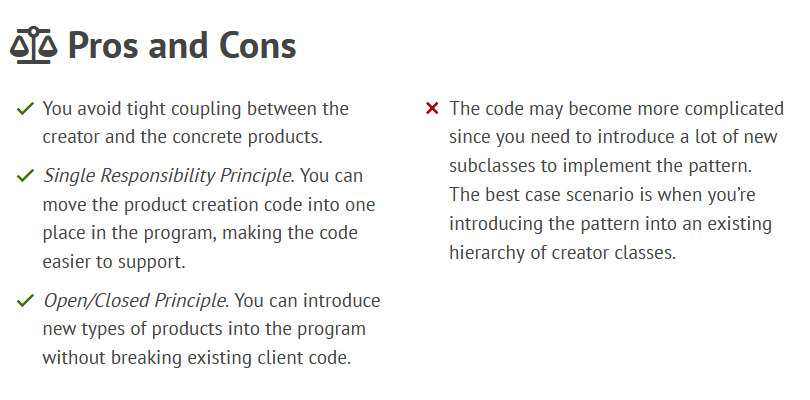 Pros and Cons
You avoid tight coupling between the
creator and the concrete products.
Single Responsibility Principle. You can
move the product creation code into one
place in the program, making the code
easier to support.
Open/Closed Principle. You can introduce
new types of products into the program
without breaking existing client code.
The code may become more complicated
since you need to introduce a lot of new
subclasses to implement the pattern.
The best case scenario is when you’re
introducing the pattern into an existing
hierarchy of creator classes.